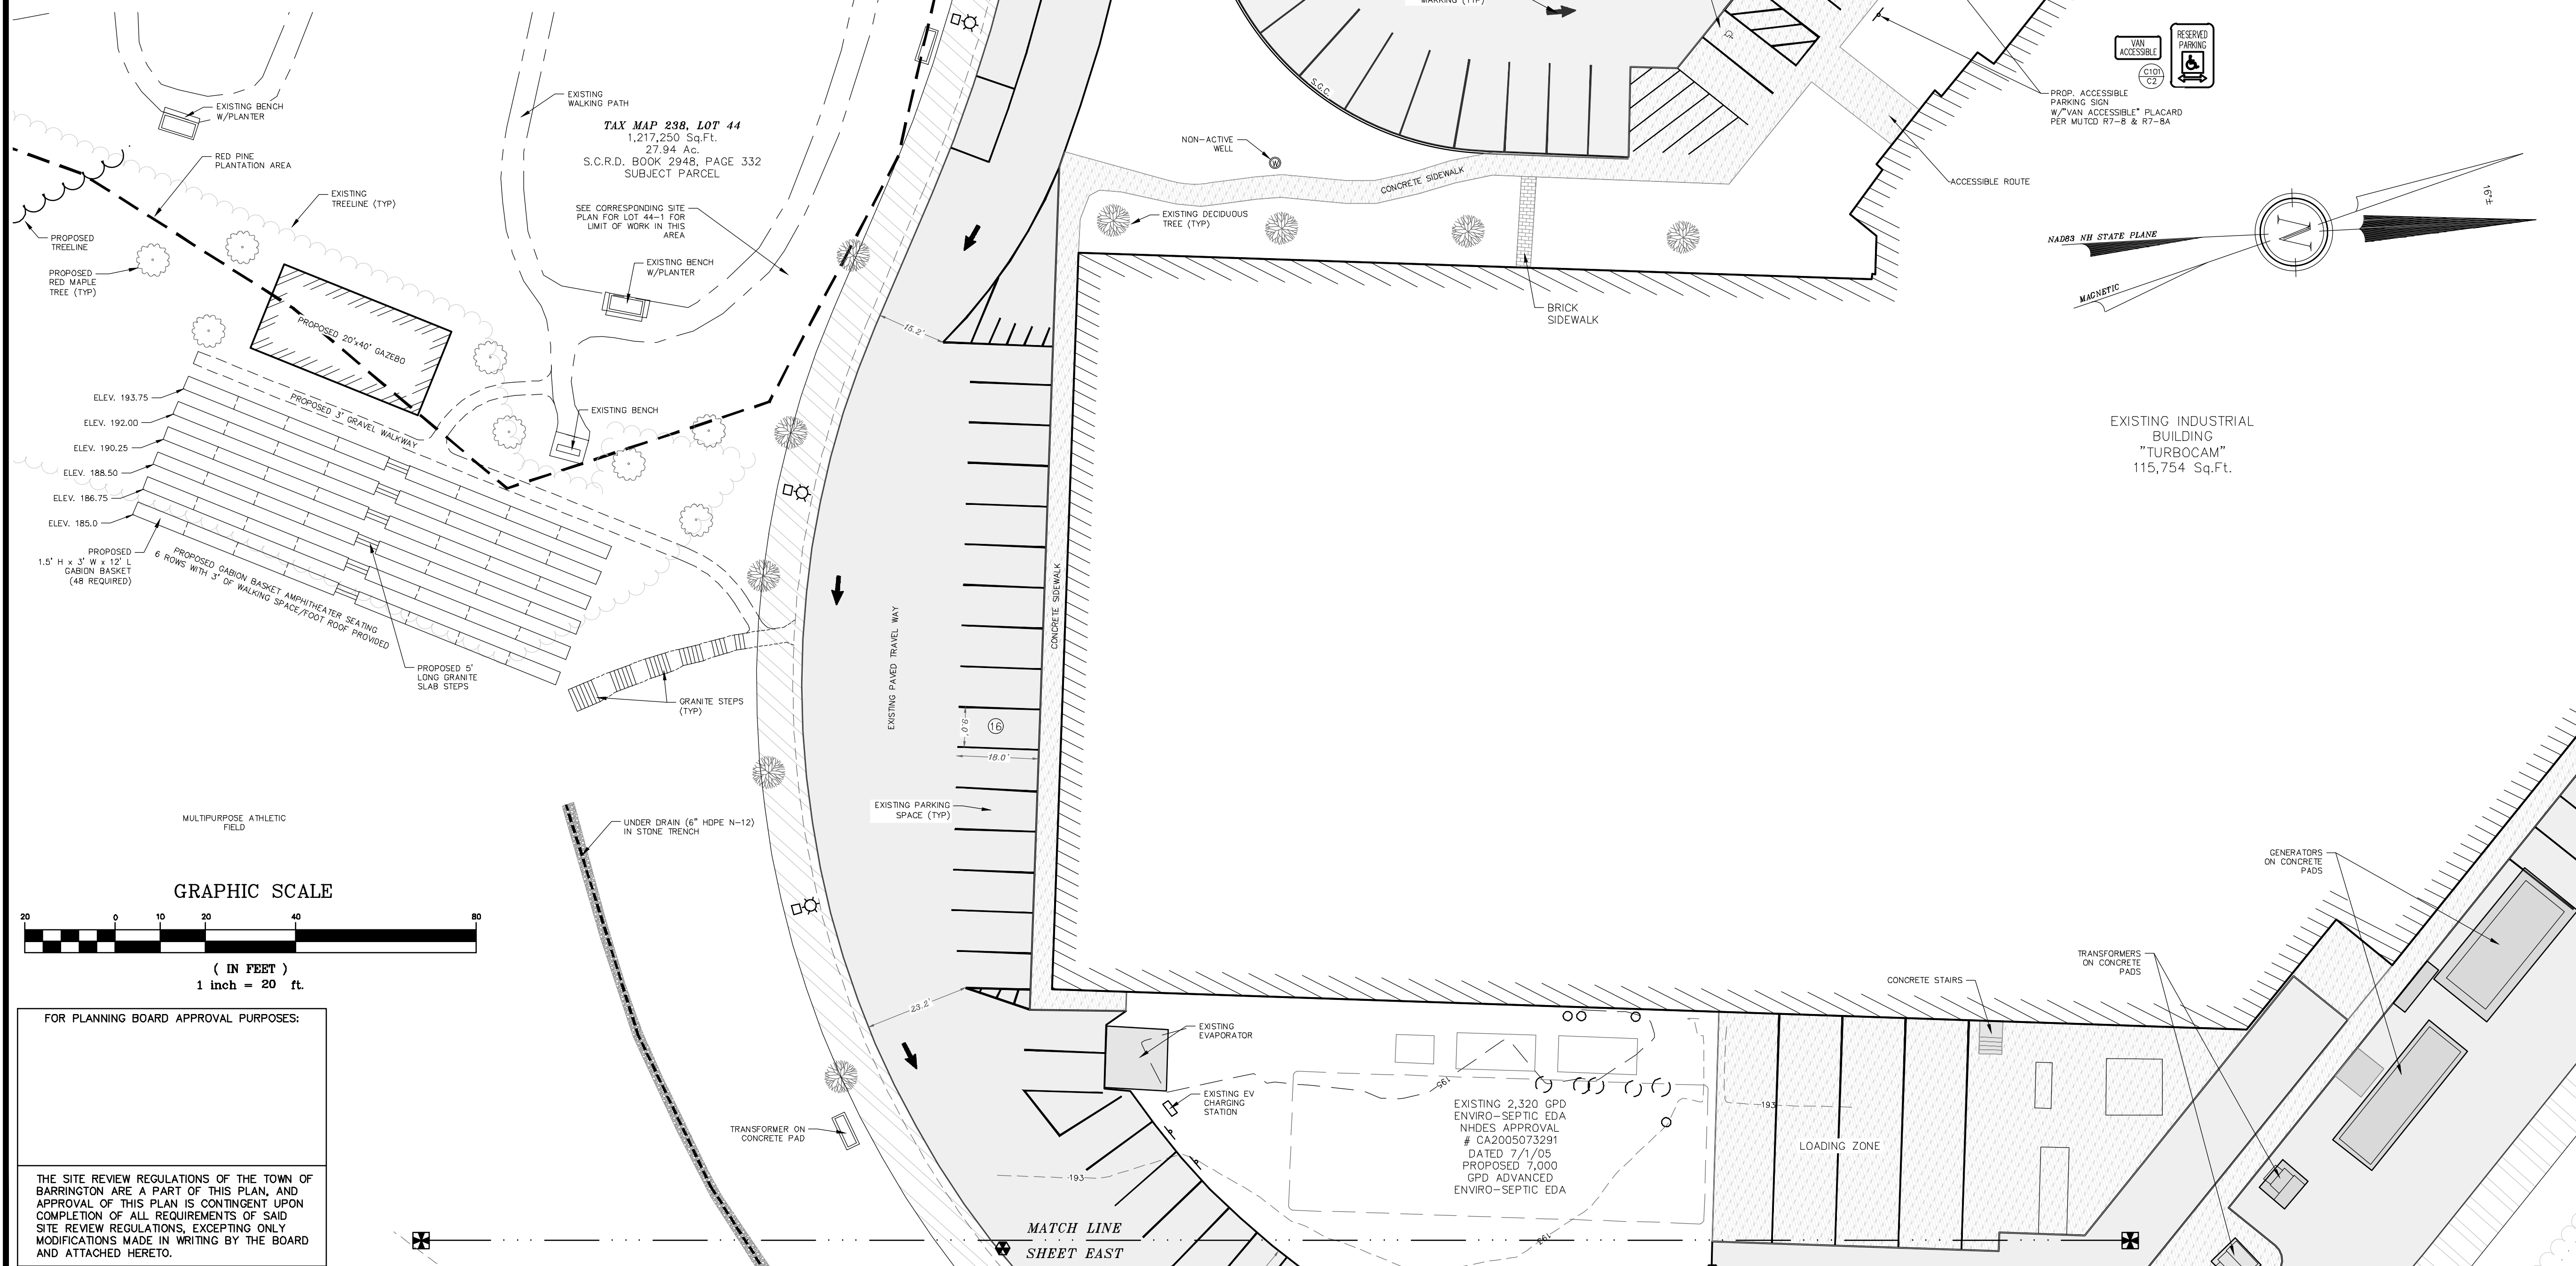 MARKING (TYP)
EXISTING BENCH
W/PLANTER
RED PINE
PLANTATION AREA
EXISTING
TREELINE (TYP)
PROPOSED
TREELINE
PROPOSED
RED MAPLE
TREE (TYP)
EXISTING
WALKING PATH
TAX MAP 238, LOT 44
1,217,250 Sq.Ft.
27.94 Ac.
S.C.R.D. BOOK 2948, PAGE 332
SUBJECT PARCEL
SEE CORRESPONDING SITE
PLAN FOR LOT 44-1 FOR
LIMIT OF WORK IN THIS
AREA
EXISTING BENCH
W/PLANTER
PROPOSED 20'x40' GAZEBO
PROPOSED 3' GRAVEL WALKWAY
EXISTING BENCH
ELEV. 193.75
ELEV. 192.00
ELEV. 190.25
ELEV. 188.50
ELEV. 186.75
ELEV. 185.0
PROPOSED
1.5' H x 3' W x 12' L
GABION BASKET
(48 REQUIRED)
PROPOSED GABION BASKET AMPHITHEATER SEATING
6 ROWS WITH 3' OF WALKING SPACE/FOOT ROOF PROVIDED
PROPOSED 5'
LONG GRANITE
SLAB STEPS
GRANITE STEPS
(TYP)
MULTIPURPOSE ATHLETIC
FIELD
UNDER DRAIN (6" HDPE N-12)
IN STONE TRENCH
GRAPHIC SCALE
20 0 10 20 40 80
( IN FEET )
1 inch = 20 ft.
FOR PLANNING BOARD APPROVAL PURPOSES:
THE SITE REVIEW REGULATIONS OF THE TOWN OF
BARRINGTON ARE A PART OF THIS PLAN, AND
APPROVAL OF THIS PLAN IS CONTINGENT UPON
COMPLETION OF ALL REQUIREMENTS OF SAID
SITE REVIEW REGULATIONS, EXCEPTING ONLY
MODIFICATIONS MADE IN WRITING BY THE BOARD
AND ATTACHED HERETO.
S.G.C.
NON-ACTIVE
WELL
W
CONCRETE SIDEWALK
EXISTING DECIDUOUS
TREE (TYP)
BRICK
SIDEWALK
15.2'
EXISTING PAVED TRAVEL WAY
CONCRETE SIDEWALK
16
9.0'
18.0'
EXISTING PARKING
SPACE (TYP)
23.2'
VAN
ACCESSIBLE
RESERVED
PARKING
C101
C2
PROP. ACCESSIBLE
PARKING SIGN
W/"VAN ACCESSIBLE" PLACARD
PER MUTCD R7-8 & R7-8A
ACCESSIBLE ROUTE
NAD83 NH STATE PLANE
MAGNETIC
N
16°±
EXISTING INDUSTRIAL
BUILDING
"TURBOCAM"
115,754 Sq.Ft.
GENERATORS
ON CONCRETE
PADS
TRANSFORMERS
ON CONCRETE
PADS
CONCRETE STAIRS
EXISTING
EVAPORATOR
EXISTING EV
CHARGING
STATION
TRANSFORMER ON
CONCRETE PAD
195
EXISTING 2,320 GPD
ENVIRO-SEPTIC EDA
NHDES APPROVAL
# CA2005073291
DATED 7/1/05
PROPOSED 7,000
GPD ADVANCED
ENVIRO-SEPTIC EDA
193
LOADING ZONE
193
193
MATCH LINE
SHEET EAST